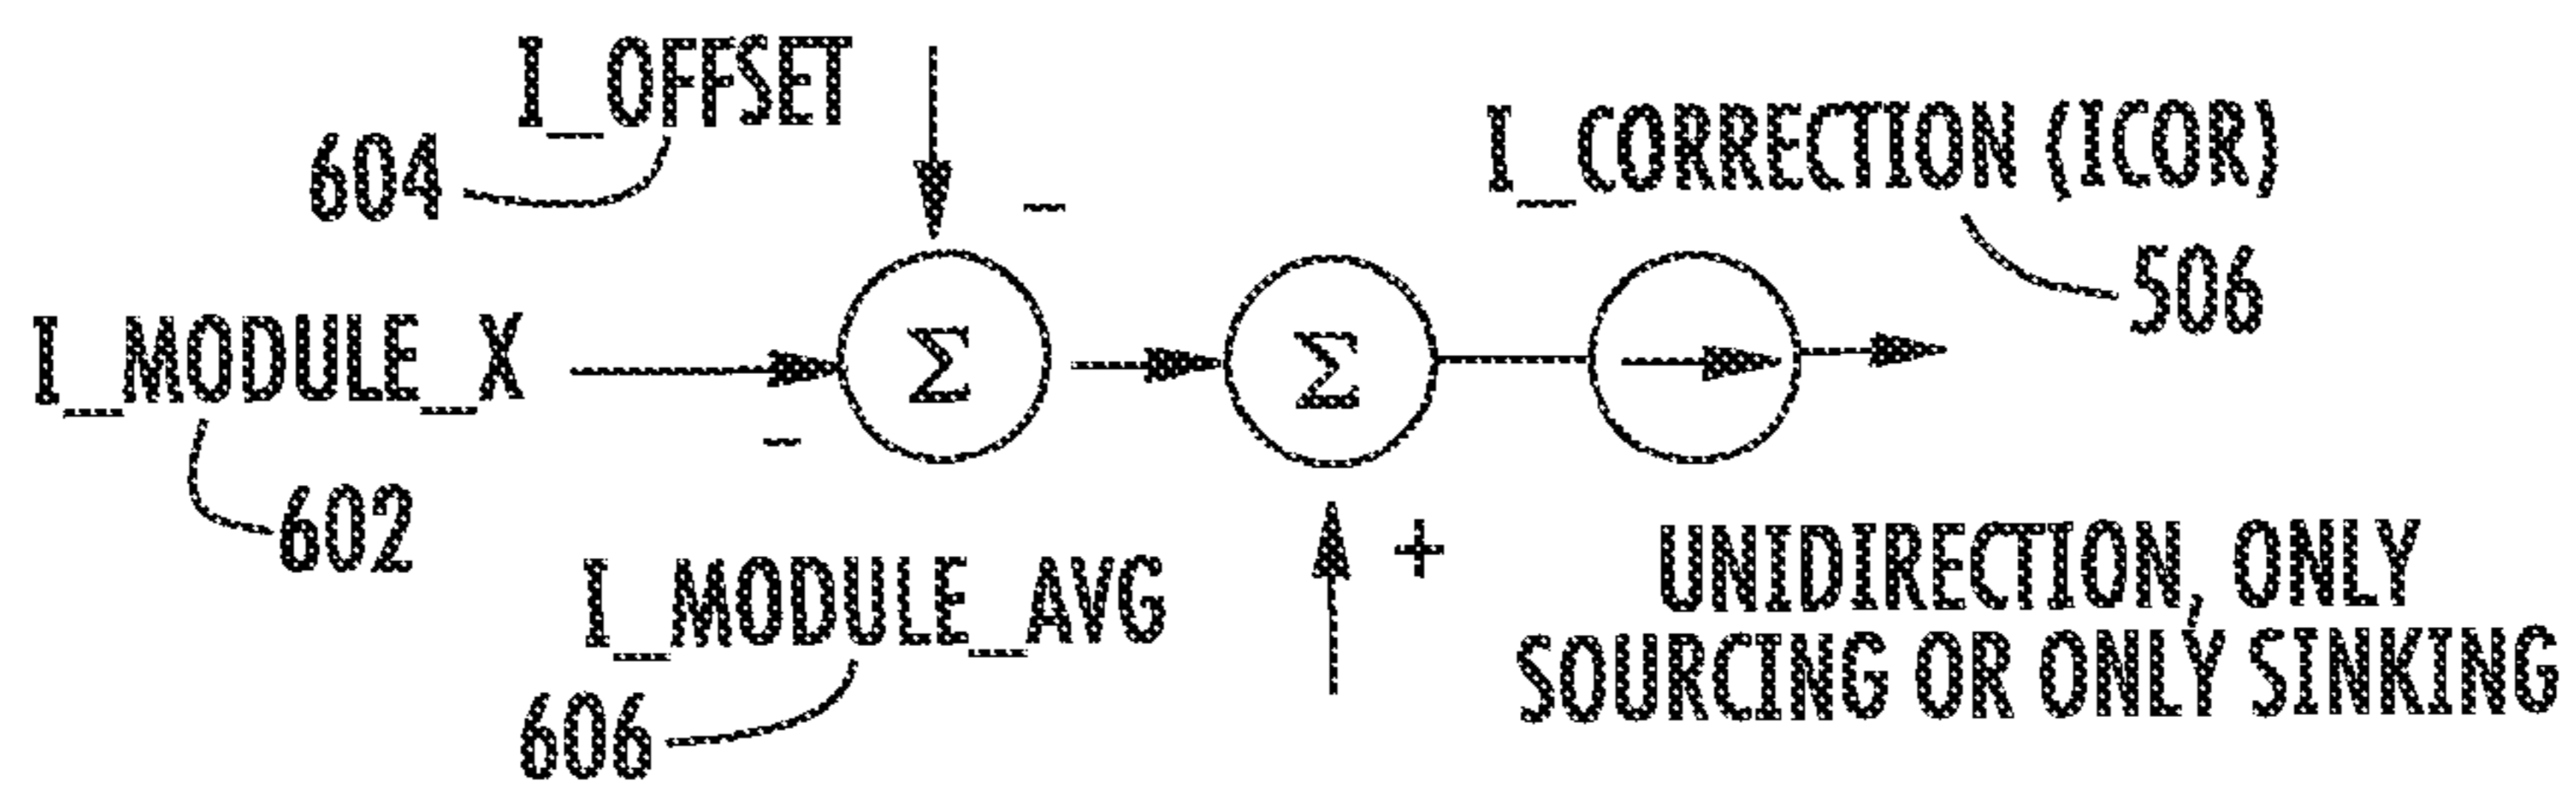 I_OFFSET
604
I_CORRECTION (ICOR)
506
I_MODULE_X
602
−
−
Σ
Σ
I_MODULE_AVG
606
+
UNIDIRECTION, ONLY
SOURCING OR ONLY SINKING